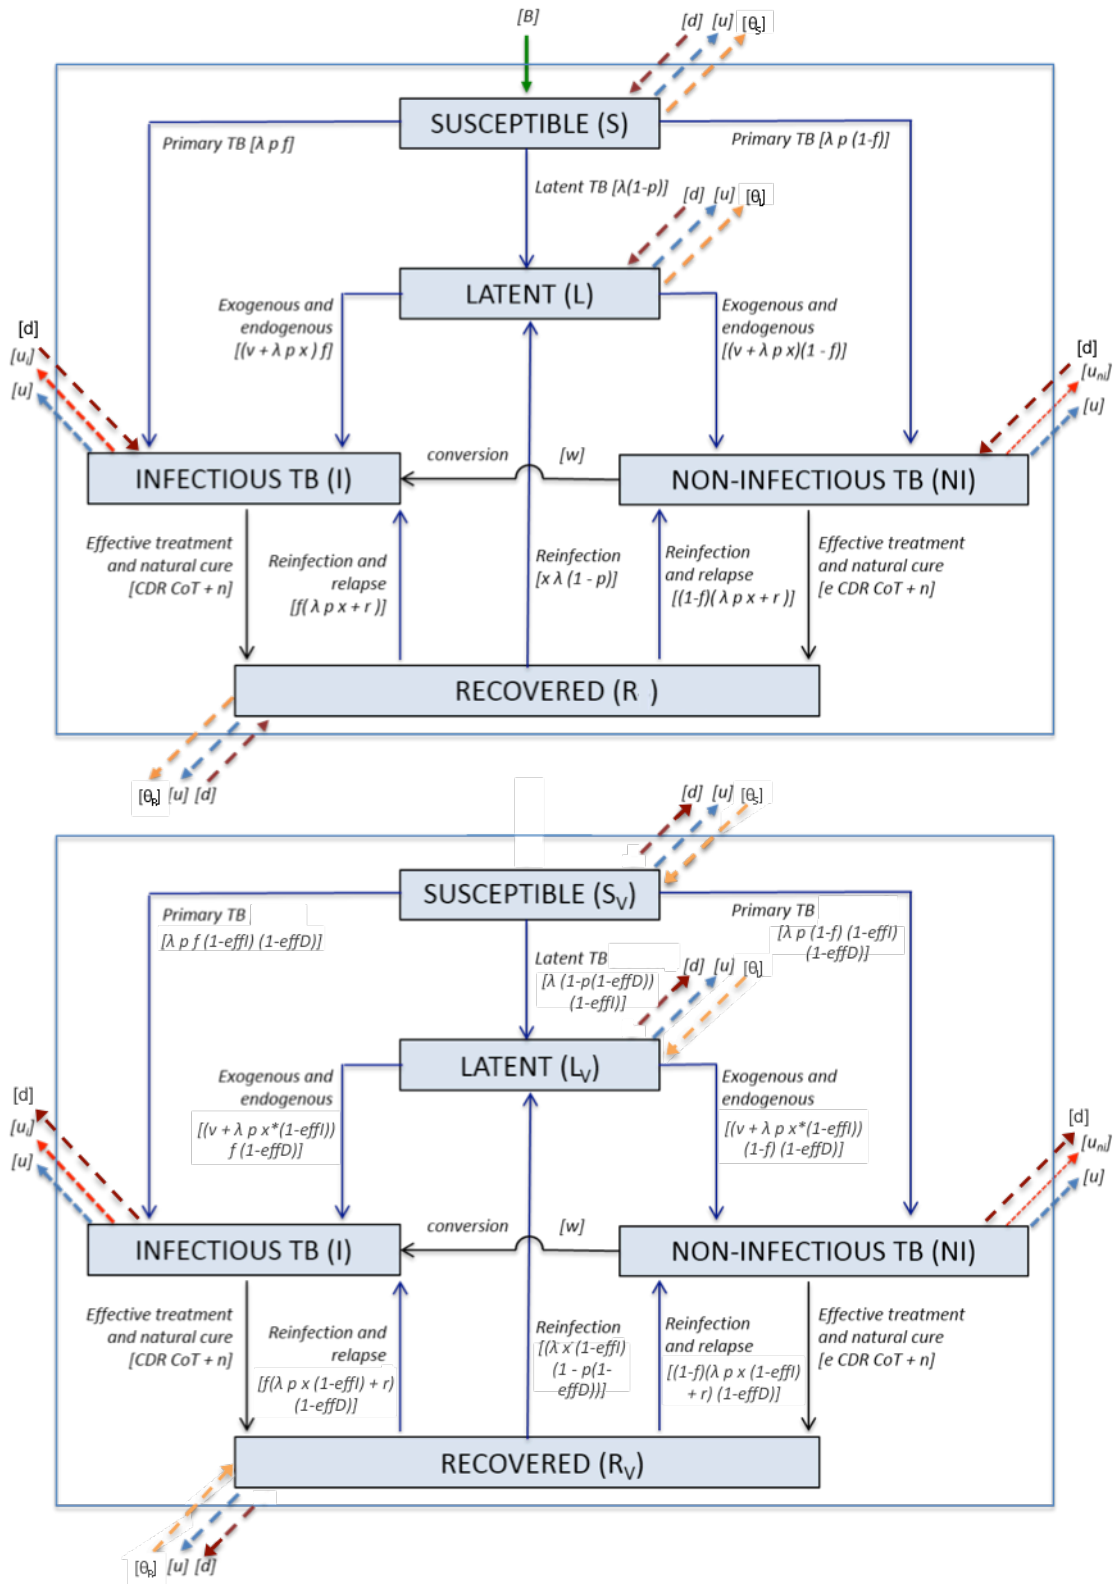 [B]
[d] [u] [θS]
SUSCEPTIBLE (S)
Primary TB [λ p f]
Primary TB [λ p (1-f)]
Latent TB [λ(1-p)]
[d] [u] [θL]
LATENT (L)
Exogenous and
endogenous
[(v + λ p x ) f]
Exogenous and
endogenous
[(v + λ p x)(1 - f)]
[d]
[ui]
[u]
[d]
[uni]
[u]
INFECTIOUS TB (I)
conversion [w]
NON-INFECTIOUS TB (NI)
Effective treatment
and natural cure
[CDR CoT + n]
Reinfection and
relapse
[f( λ p x + r )]
Reinfection
[x λ (1 - p)]
Reinfection
and relapse
[(1-f)( λ p x + r )]
Effective treatment
and natural cure
[e CDR CoT + n]
RECOVERED (R )
[θR] [u] [d]
[d] [u] [θS]
SUSCEPTIBLE (SV)
Primary TB
[λ p f (1-effI) (1-effD)]
Primary TB
[λ p (1-f) (1-effI)
(1-effD)]
Latent TB
[λ (1-p(1-effD))
(1-effI)]
[d] [u] [θL]
LATENT (LV)
Exogenous and
endogenous
[(v + λ p x*(1-effI))
f (1-effD)]
Exogenous and
endogenous
[(v + λ p x*(1-effI))
(1-f) (1-effD)]
[d]
[ui]
[u]
[d]
[uni]
[u]
INFECTIOUS TB (I)
conversion [w]
NON-INFECTIOUS TB (NI)
Effective treatment
and natural cure
[CDR CoT + n]
Reinfection and
relapse
[f(λ p x (1-effI) + r)
(1-effD)]
Reinfection
[(λ x (1-effI)
(1 - p(1-
effD))]
Reinfection
and relapse
[(1-f)(λ p x (1-effI)
+ r) (1-effD)]
Effective treatment
and natural cure
[e CDR CoT + n]
RECOVERED (RV)
[θR] [u] [d]